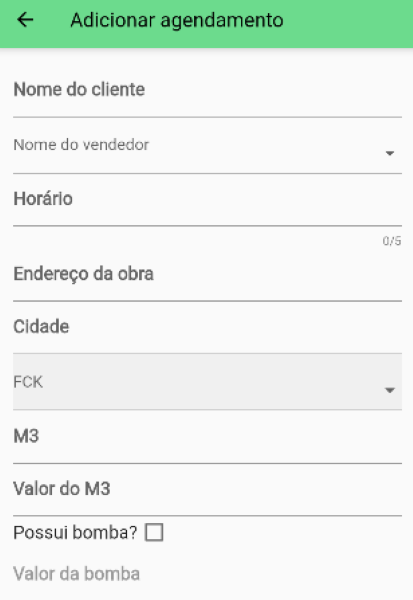 Adicionar agendamento
Nome do cliente
Nome do vendedor
Horário
0/5
Endereço da obra
Cidade
FCK
M3
Valor do M3
Possui bomba?
Valor da bomba